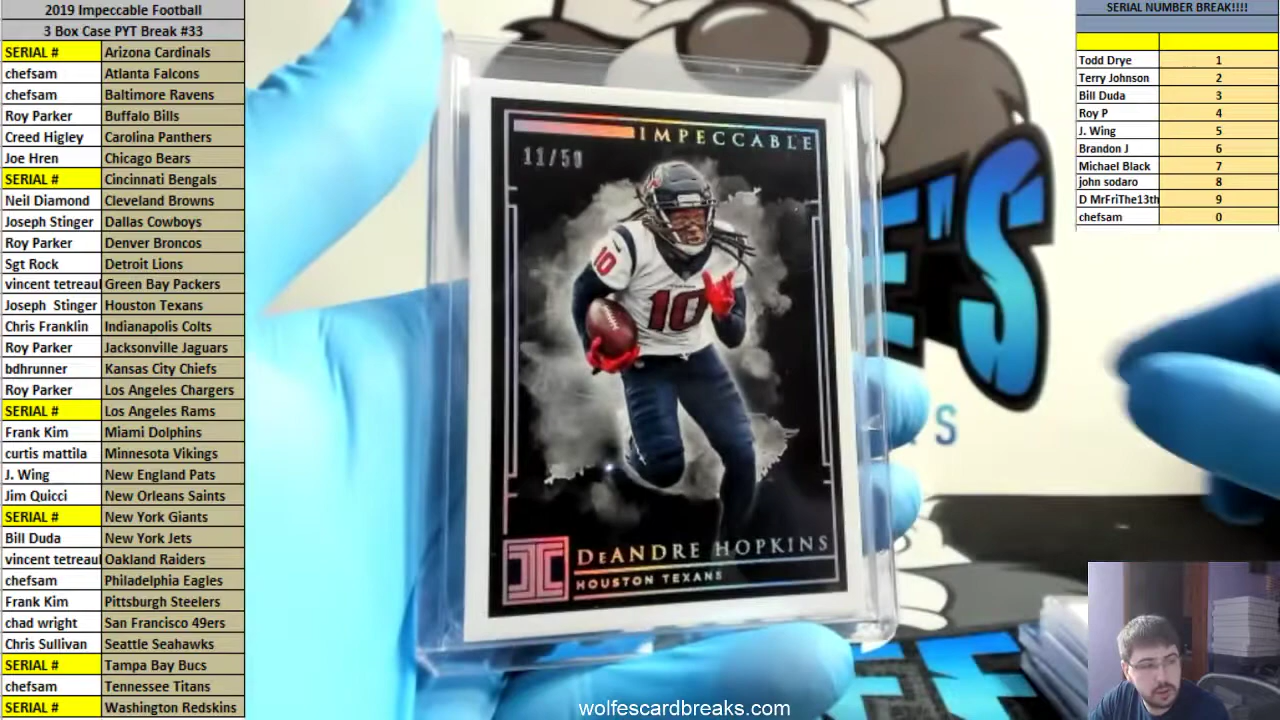 2019 Impeccable Football
3 Box Case PYT Break #33
SERIAL # Arizona Cardinals
chefsam Atlanta Falcons
chefsam Baltimore Ravens
Roy Parker Buffalo Bills
Creed Higley Carolina Panthers
Joe Hren Chicago Bears
SERIAL # Cincinnati Bengals
Neil Diamond Cleveland Browns
Joseph Stinger Dallas Cowboys
Roy Parker Denver Broncos
Sgt Rock Detroit Lions
vincent tetreaul Green Bay Packers
Joseph Stinger Houston Texans
Chris Franklin Indianapolis Colts
Roy Parker Jacksonville Jaguars
bdhrunner Kansas City Chiefs
Roy Parker Los Angeles Chargers
SERIAL # Los Angeles Rams
Frank Kim Miami Dolphins
curtis mattila Minnesota Vikings
J. Wing New England Pats
Jim Quicci New Orleans Saints
SERIAL # New York Giants
Bill Duda New York Jets
vincent tetreaul Oakland Raiders
chefsam Philadelphia Eagles
Frank Kim Pittsburgh Steelers
chad wright San Francisco 49ers
Chris Sullivan Seattle Seahawks
SERIAL # Tampa Bay Bucs
chefsam Tennessee Titans
SERIAL # Washington Redskins
IMPECCABLE
11/50
10
10
DeANDRE HOPKINS
HOUSTON TEXANS
E'S
S
FF
wolfescardbreaks.com
SERIAL NUMBER BREAK!!!!
Todd Drye 1
Terry Johnson 2
Bill Duda 3
Roy P 4
J. Wing 5
Brandon J 6
Michael Black 7
john sodaro 8
D MrFriThe13th 9
chefsam 0